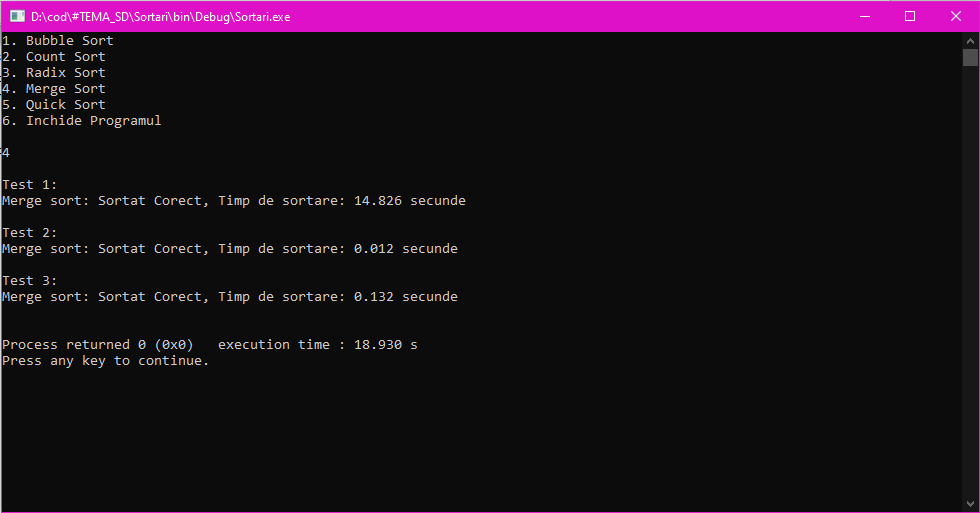 D:\cod\#TEMA_SD\Sortari\bin\Debug\Sortari.exe
1. Bubble Sort
2. Count Sort
3. Radix Sort
4. Merge Sort
5. Quick Sort
6. Inchide Programul
4
Test 1:
Merge sort: Sortat Corect, Timp de sortare: 14.826 secunde
Test 2:
Merge sort: Sortat Corect, Timp de sortare: 0.012 secunde
Test 3:
Merge sort: Sortat Corect, Timp de sortare: 0.132 secunde
Process returned 0 (0x0)   execution time : 18.930 s
Press any key to continue.